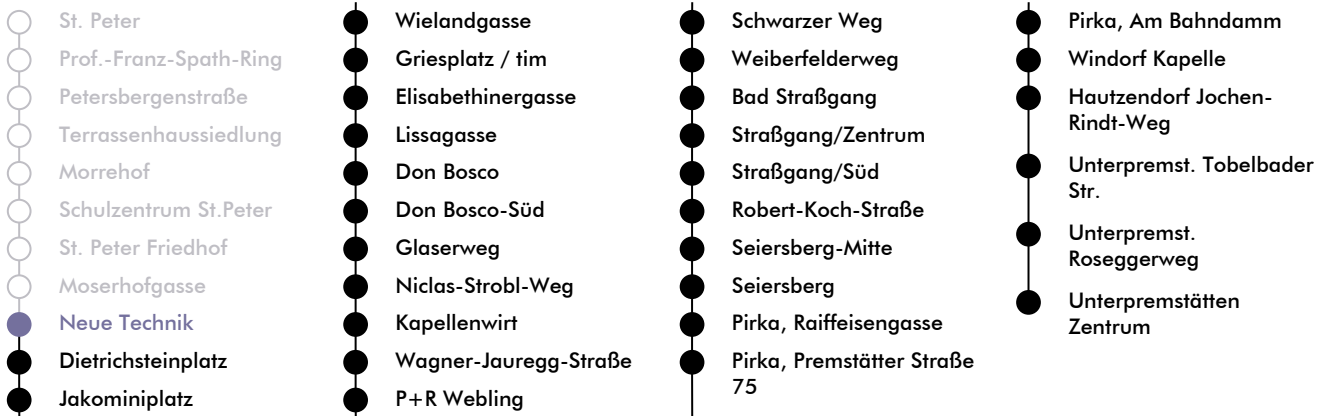 St. Peter
Prof.-Franz-Spath-Ring
Petersbergenstraße
Terrassenhaussiedlung
Morrehof
Schulzentrum St.Peter
St. Peter Friedhof
Moserhofgasse
Neue Technik
Dietrichsteinplatz
Jakominiplatz
Wielandgasse
Griesplatz / tim
Elisabethinergasse
Lissagasse
Don Bosco
Don Bosco-Süd
Glaserweg
Niclas-Strobl-Weg
Kapellenwirt
Wagner-Jauregg-Straße
P+R Webling
Schwarzer Weg
Weiberfelderweg
Bad Straßgang
Straßgang/Zentrum
Straßgang/Süd
Robert-Koch-Straße
Seiersberg-Mitte
Seiersberg
Pirka, Raiffeisengasse
Pirka, Premstätter Straße
75
Pirka, Am Bahndamm
Windorf Kapelle
Hautzendorf Jochen-
Rindt-Weg
Unterpremst. Tobelbader
Str.
Unterpremst.
Roseggerweg
Unterpremstätten
Zentrum